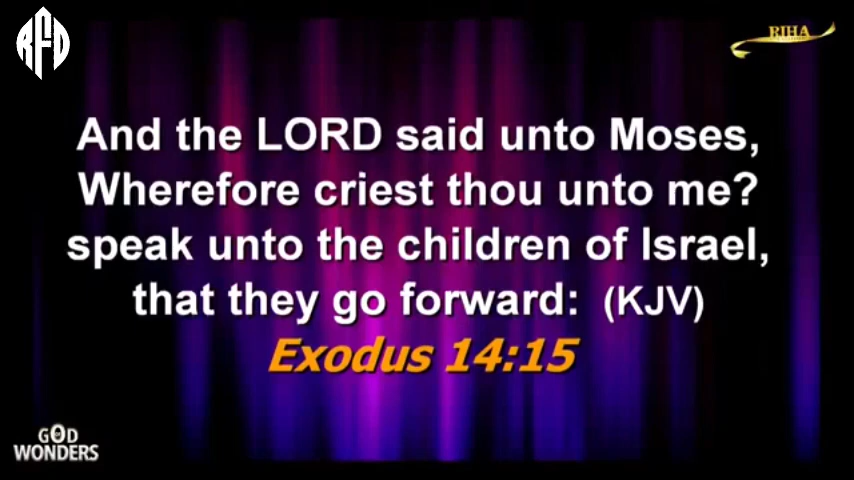 RFD
RIHA
And the LORD said unto Moses,
Wherefore criest thou unto me?
speak unto the children of Israel,
that they go forward: (KJV)
Exodus 14:15
GOD
WONDERS